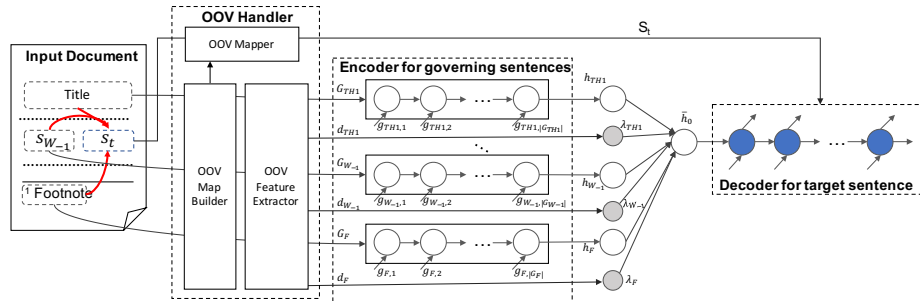 OOV Handler
Input Document
OOV Mapper
S_t
Encoder for governing sentences
Title
S_{W-1}
S_t
1 Footnote
OOV
Map
Builder
OOV
Feature
Extractor
G_{TH1}
g_{TH1,1}
g_{TH1,2}
...
g_{TH1,|G_{TH1}|}
h_{TH1}
d_{TH1}
λ_{TH1}
...
G_{W-1}
g_{W-1,1}
g_{W-1,2}
...
g_{W-1,|G_{W-1}|}
h_{W-1}
d_{W-1}
λ_{W-1}
G_F
g_{F,1}
g_{F,2}
...
g_{F,|G_F|}
h_F
d_F
λ_F
h̄_0
...
Decoder for target sentence